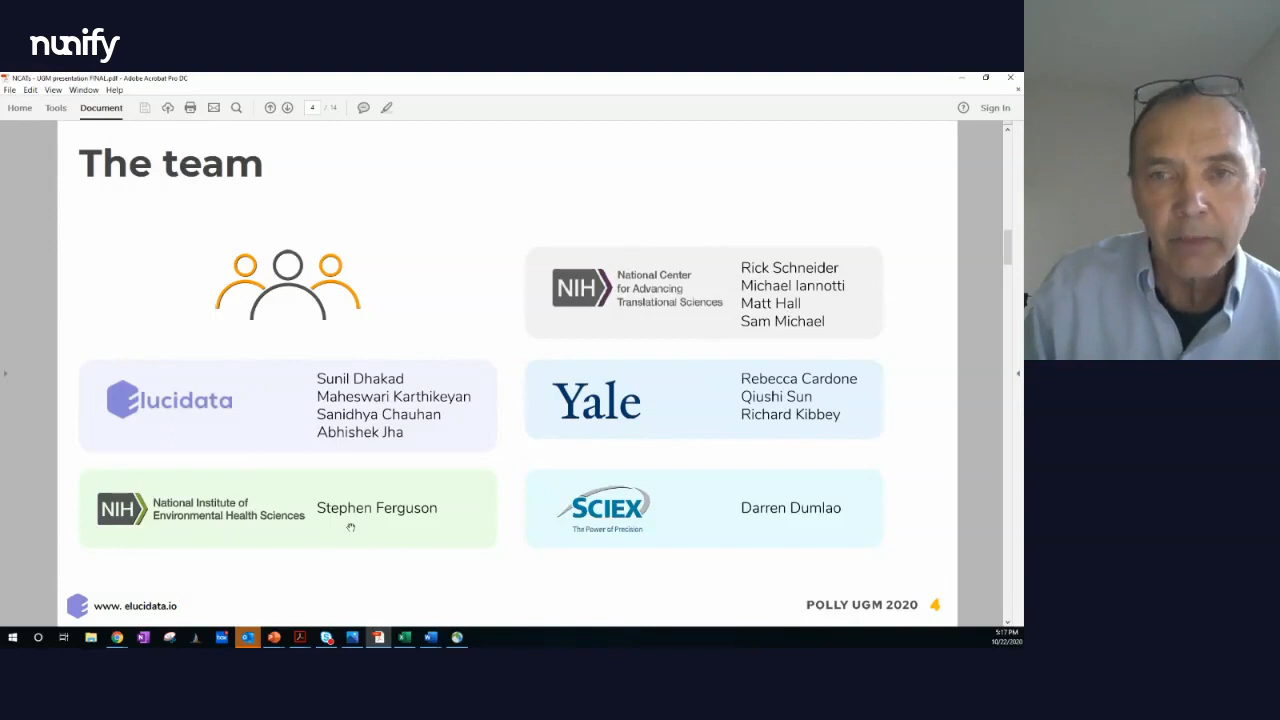 nunify
NCATs - UGM presentation FINAL.pdf - Adobe Acrobat Pro DC
File Edit View Window Help
Home Tools Document 4 / 14 Sign In
The team
NIH National Center
for Advancing
Translational Sciences
Rick Schneider
Michael Iannotti
Matt Hall
Sam Michael
elucidata
Sunil Dhakad
Maheswari Karthikeyan
Sanidhya Chauhan
Abhishek Jha
Yale
Rebecca Cardone
Qiushi Sun
Richard Kibbey
NIH National Institute of
Environmental Health Sciences
Stephen Ferguson
SCIEX
The Power of Precision
Darren Dumlao
www. elucidata.io
POLLY UGM 2020 4
5:17 PM
10/22/2020